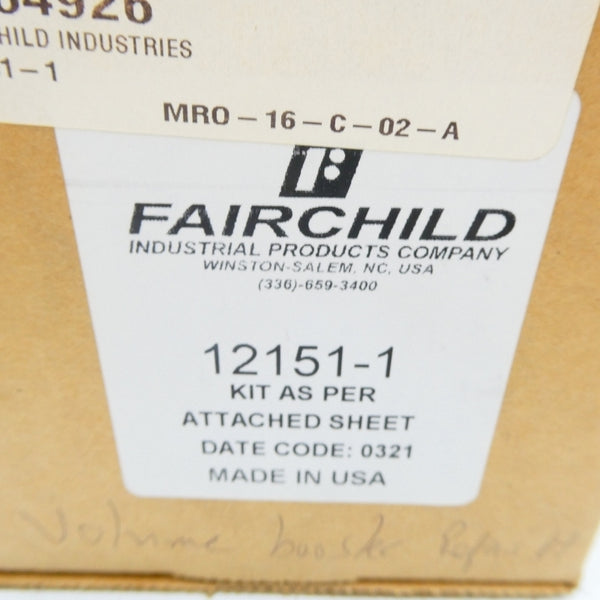 64926
HILD INDUSTRIES
1-1
MRO-16-C-02-A
FAIRCHILD
INDUSTRIAL PRODUCTS COMPANY
WINSTON-SALEM, NC, USA
(336)-659-3400
12151-1
KIT AS PER
ATTACHED SHEET
DATE CODE: 0321
MADE IN USA
Volume booster